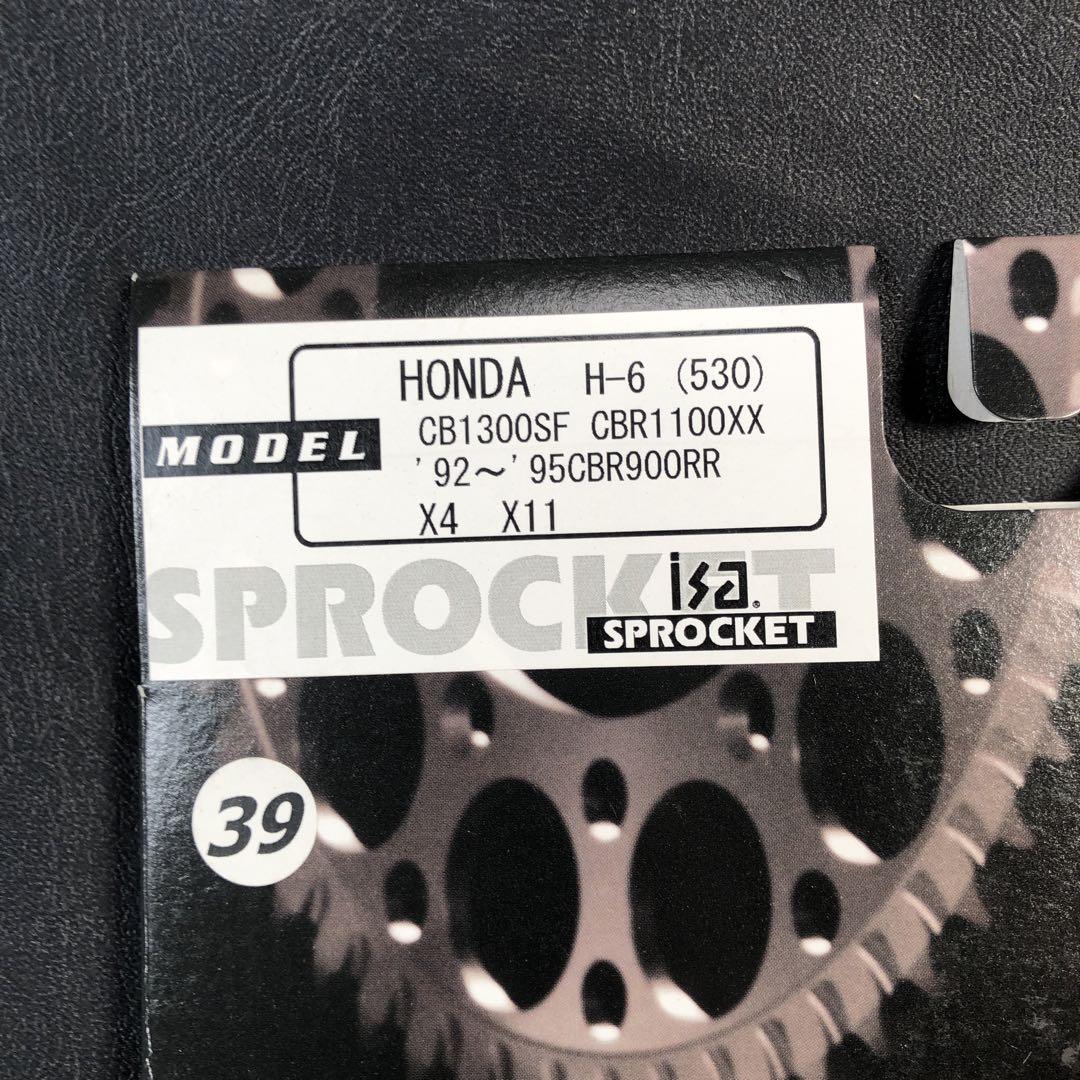 HONDA H-6 (530)
MODEL
CB1300SF CBR1100XX
'92～'95CBR900RR
X4 X11
SPROCKET
isa®
SPROCKET
39